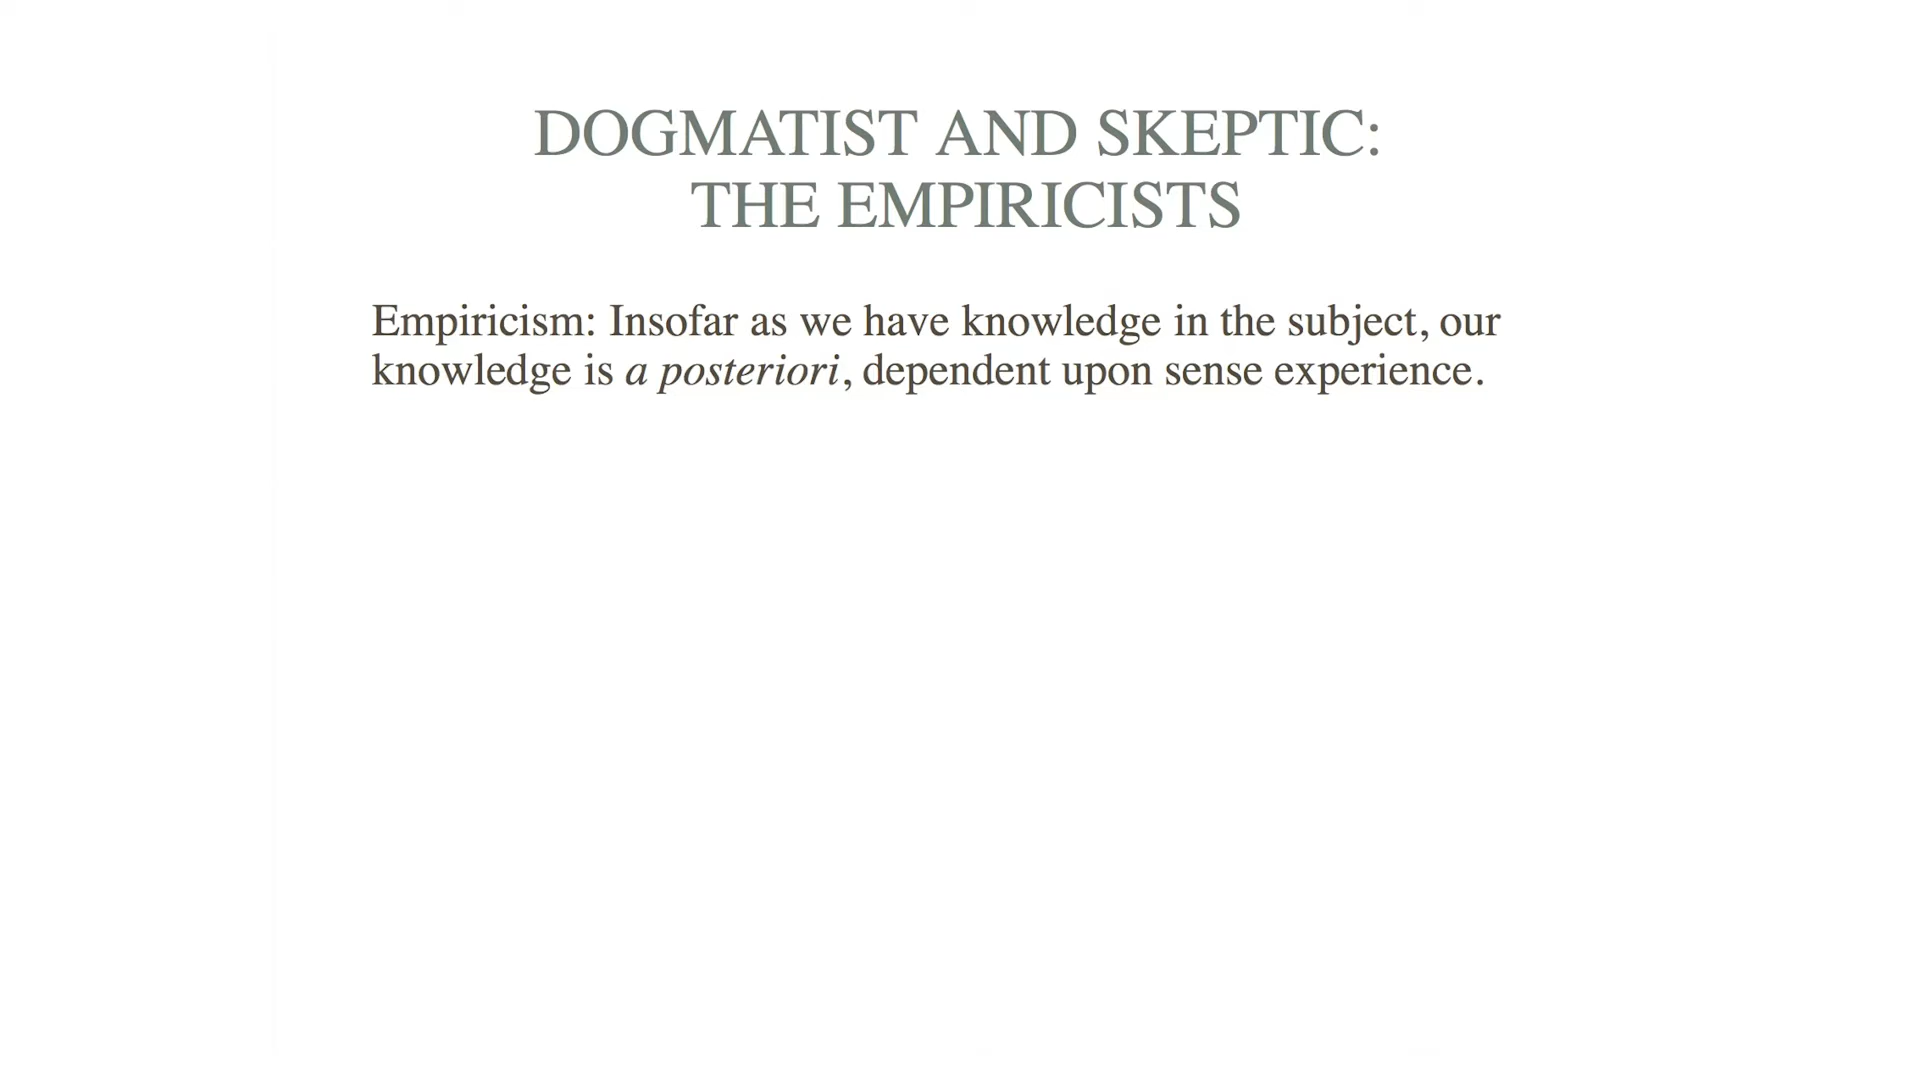 DOGMATIST AND SKEPTIC:
THE EMPIRICISTS
Empiricism: Insofar as we have knowledge in the subject, our
knowledge is a posteriori, dependent upon sense experience.